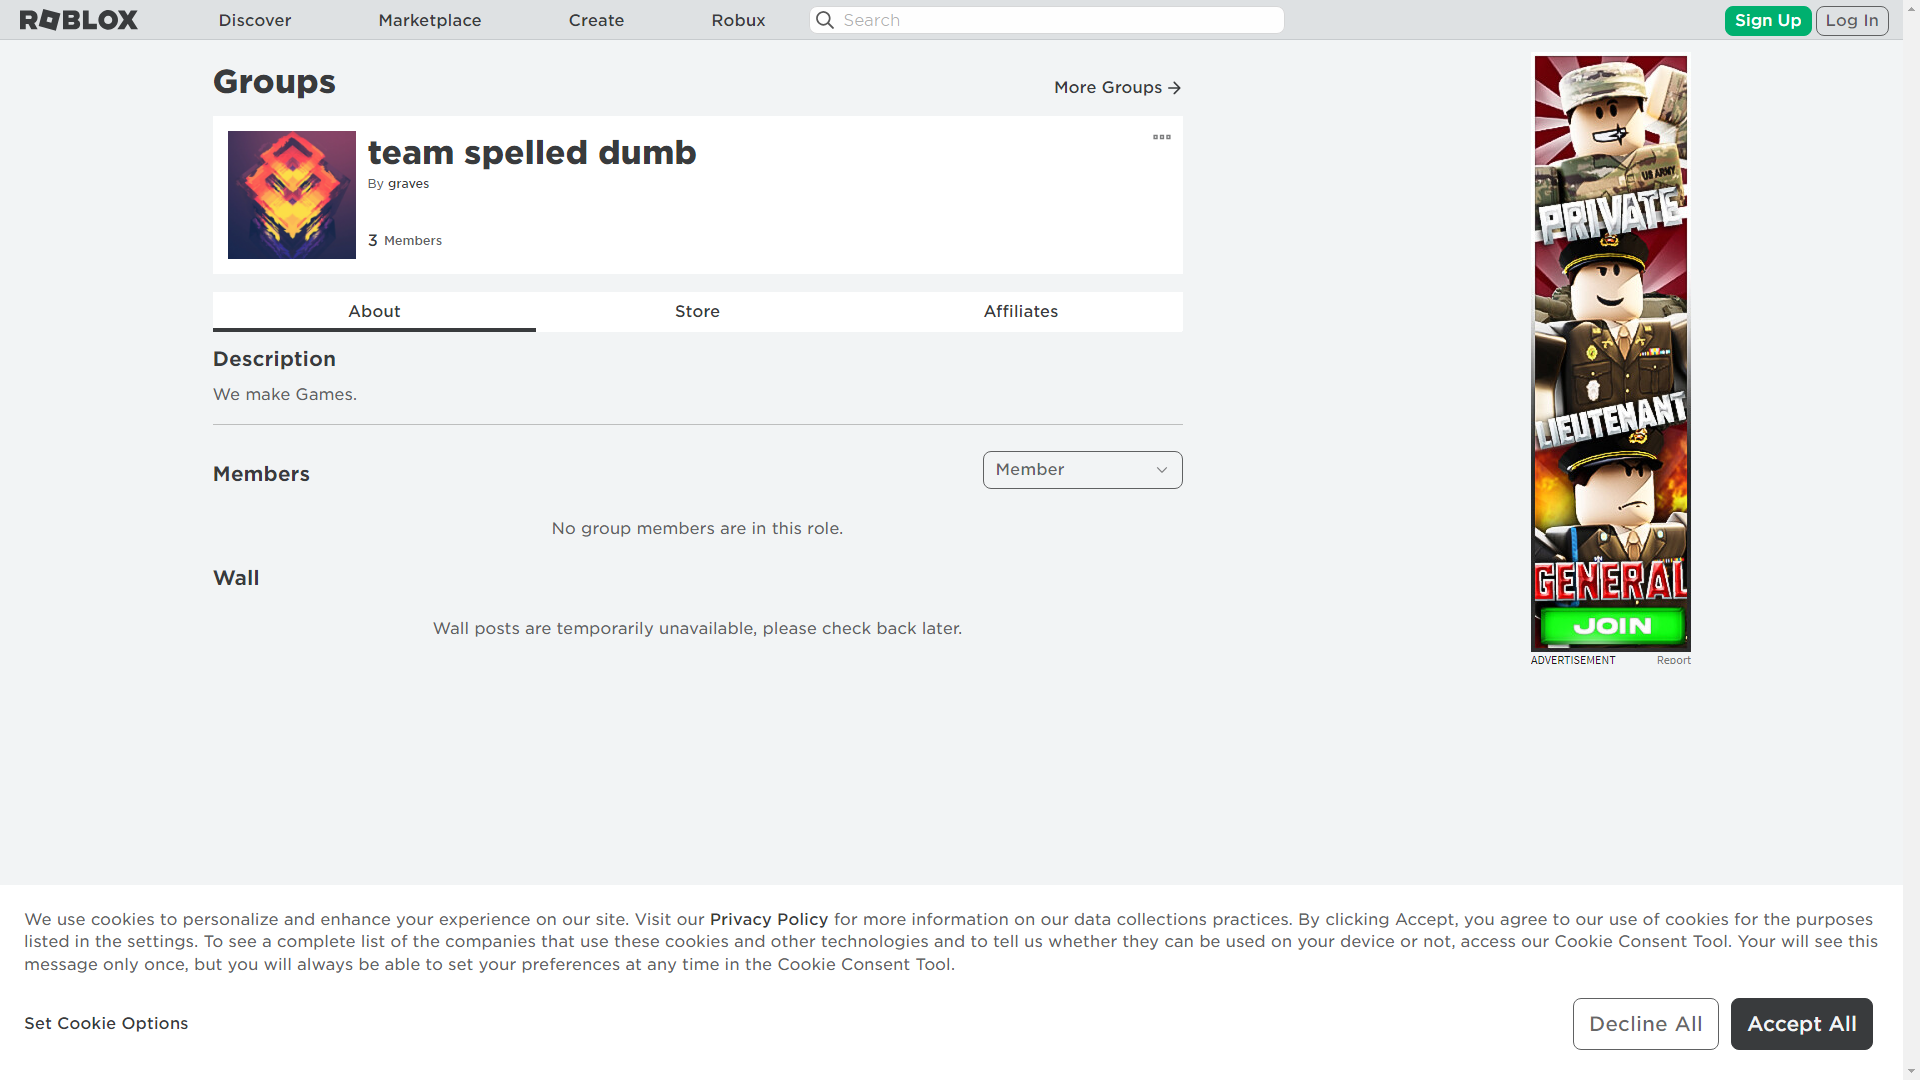 ROBLOX
Discover
Marketplace
Create
Robux
Search
Sign Up
Log In
Groups
More Groups
team spelled dumb
By graves
3 Members
About
Store
Affiliates
Description
We make Games.
Members
Member
No group members are in this role.
Wall
Wall posts are temporarily unavailable, please check back later.
US ARMY
PRIVATE
LIEUTENANT
GENERAL
JOIN
ADVERTISEMENT
Report
We use cookies to personalize and enhance your experience on our site. Visit our Privacy Policy for more information on our data collections practices. By clicking Accept, you agree to our use of cookies for the purposes
listed in the settings. To see a complete list of the companies that use these cookies and other technologies and to tell us whether they can be used on your device or not, access our Cookie Consent Tool. Your will see this
message only once, but you will always be able to set your preferences at any time in the Cookie Consent Tool.
Set Cookie Options
Decline All
Accept All